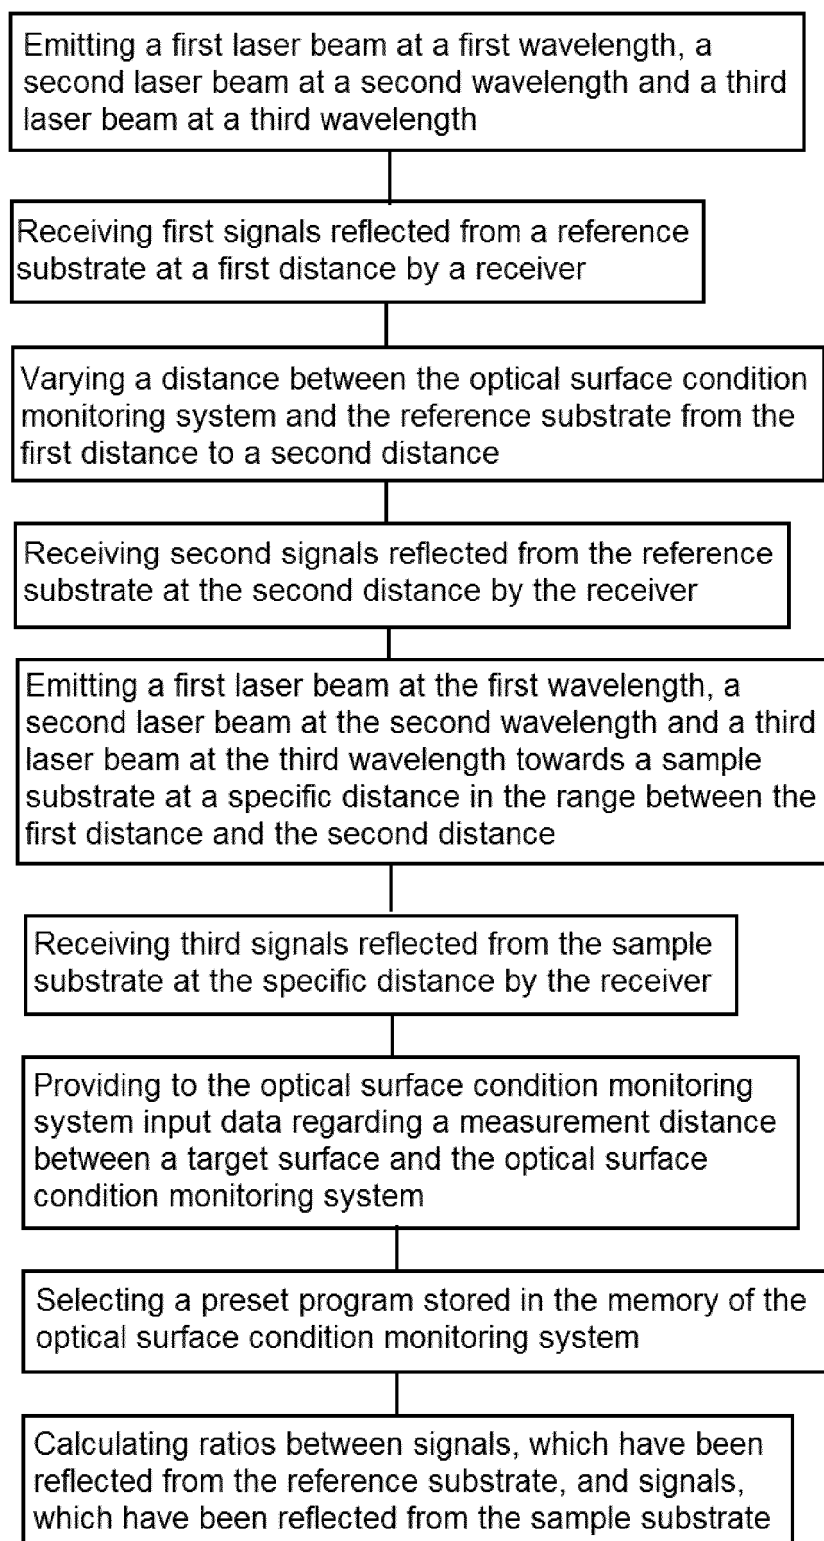 Emitting a first laser beam at a first wavelength, a
second laser beam at a second wavelength and a third
laser beam at a third wavelength
Receiving first signals reflected from a reference
substrate at a first distance by a receiver
Varying a distance between the optical surface condition
monitoring system and the reference substrate from the
first distance to a second distance
Receiving second signals reflected from the reference
substrate at the second distance by the receiver
Emitting a first laser beam at the first wavelength, a
second laser beam at the second wavelength and a third
laser beam at the third wavelength towards a sample
substrate at a specific distance in the range between the
first distance and the second distance
Receiving third signals reflected from the sample
substrate at the specific distance by the receiver
Providing to the optical surface condition monitoring
system input data regarding a measurement distance
between a target surface and the optical surface
condition monitoring system
Selecting a preset program stored in the memory of the
optical surface condition monitoring system
Calculating ratios between signals, which have been
reflected from the reference substrate, and signals,
which have been reflected from the sample substrate